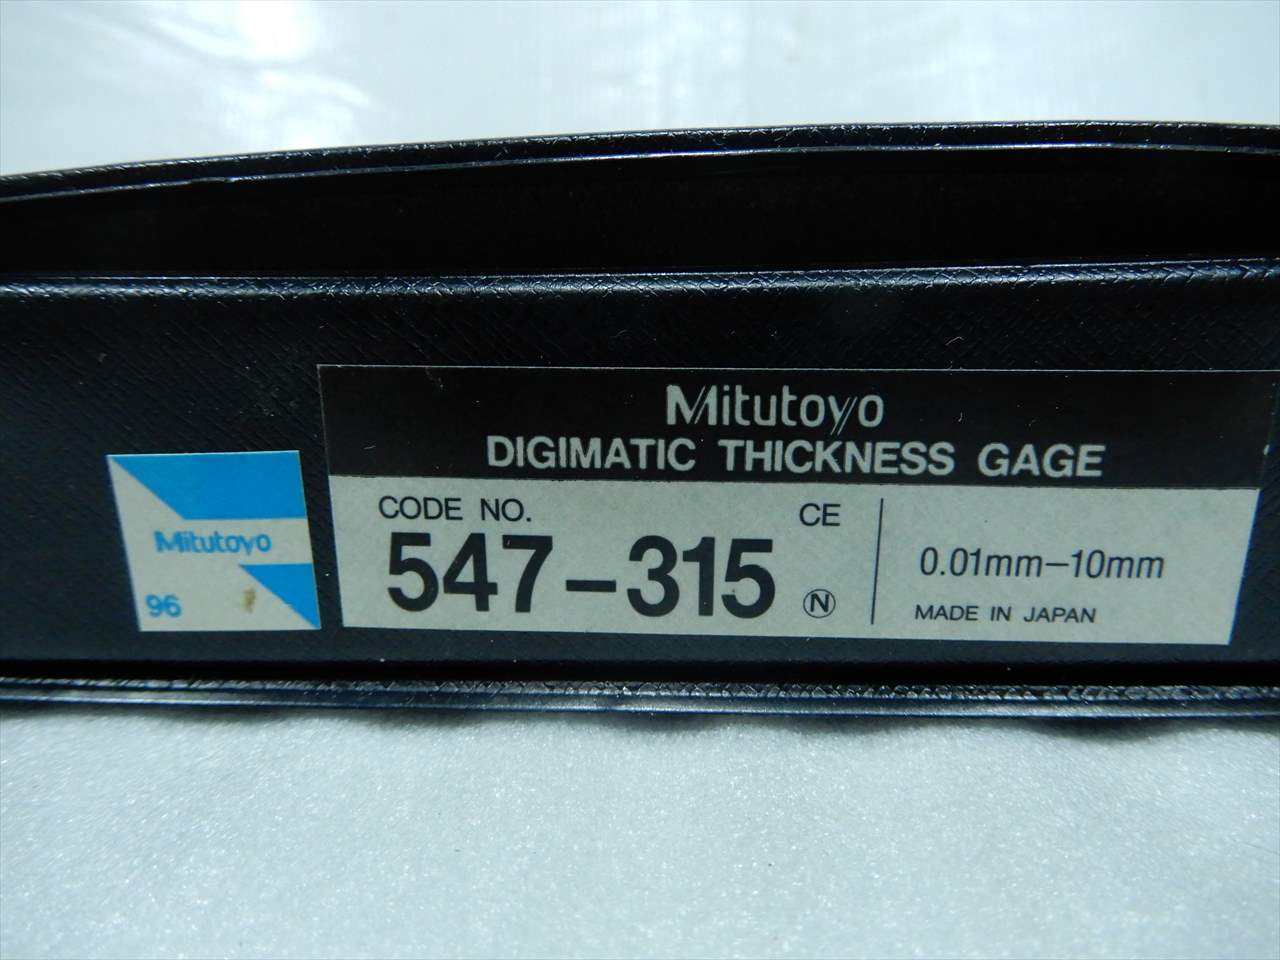 Mitutoyo
DIGIMATIC THICKNESS GAGE
CODE NO.
CE
547-315
Ⓝ
0.01mm-10mm
MADE IN JAPAN
Mitutoyo
96